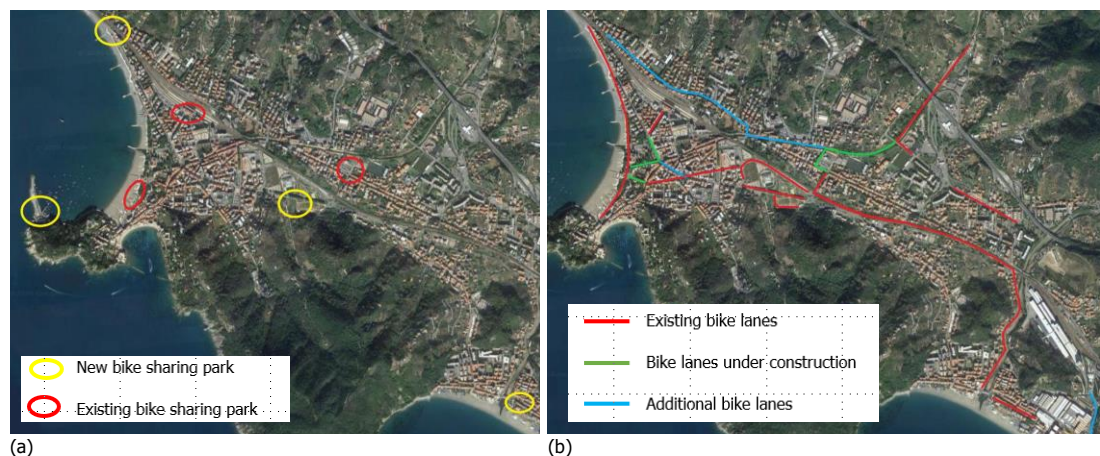 New bike sharing park
Existing bike sharing park
(a)
Existing bike lanes
Bike lanes under construction
Additional bike lanes
(b)